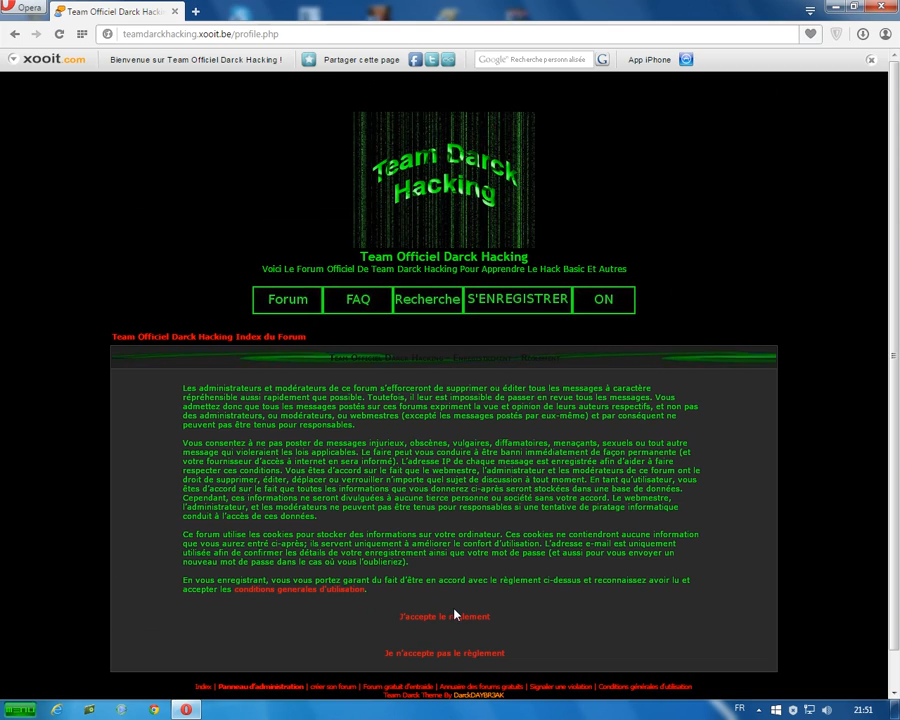 Opera
Team Officiel Darck Hackin
teamdarckhacking.xooit.be/profile.php
xooit.com
Bienvenue sur Team Officiel Darck Hacking !
Partager cette page
Google™ Recherche personnalisée
App iPhone
Team Darck
Hacking
Team Officiel Darck Hacking
Voici Le Forum Officiel De Team Darck Hacking Pour Apprendre Le Hack Basic Et Autres
Forum
FAQ
Recherche
S'ENREGISTRER
ON
Team Officiel Darck Hacking Index du Forum
Team Officiel Darck Hacking - Enregistrement - Règlement
Les administrateurs et modérateurs de ce forum s'efforceront de supprimer ou éditer tous les messages à caractère
répréhensible aussi rapidement que possible. Toutefois, il leur est impossible de passer en revue tous les messages. Vous
admettez donc que tous les messages postés sur ces forums expriment la vue et opinion de leurs auteurs respectifs, et non pas
des administrateurs, ou modérateurs, ou webmestres (excepté les messages postés par eux-même) et par conséquent ne
peuvent pas être tenus pour responsables.
Vous consentez à ne pas poster de messages injurieux, obscènes, vulgaires, diffamatoires, menaçants, sexuels ou tout autre
message qui violeraient les lois applicables. Le faire peut vous conduire à être banni immédiatement de façon permanente (et
votre fournisseur d'accès à internet en sera informé). L'adresse IP de chaque message est enregistrée afin d'aider à faire
respecter ces conditions. Vous êtes d'accord sur le fait que le webmestre, l'administrateur et les modérateurs de ce forum ont le
droit de supprimer, éditer, déplacer ou verrouiller n'importe quel sujet de discussion à tout moment. En tant qu'utilisateur, vous
êtes d'accord sur le fait que toutes les informations que vous donnerez ci-après seront stockées dans une base de données.
Cependant, ces informations ne seront divulguées à aucune tierce personne ou société sans votre accord. Le webmestre,
l'administrateur, et les modérateurs ne peuvent pas être tenus pour responsables si une tentative de piratage informatique
conduit à l'accès de ces données.
Ce forum utilise les cookies pour stocker des informations sur votre ordinateur. Ces cookies ne contiendront aucune information
que vous aurez entré ci-après; ils servent uniquement à améliorer le confort d'utilisation. L'adresse e-mail est uniquement
utilisée afin de confirmer les détails de votre enregistrement ainsi que votre mot de passe (et aussi pour vous envoyer un
nouveau mot de passe dans le cas où vous l'oublieriez).
En vous enregistrant, vous vous portez garant du fait d'être en accord avec le règlement ci-dessus et reconnaissez avoir lu et
accepter les conditions generales d'utilisation.
J'accepte le règlement
Je n'accepte pas le règlement
Index | Panneau d'administration | créer son forum | Forum gratuit d'entraide | Annuaire des forums gratuits | Signaler une violation | Conditions générales d'utilisation
Team Darck Theme By DarckDAYBR3AK
FR
21:51